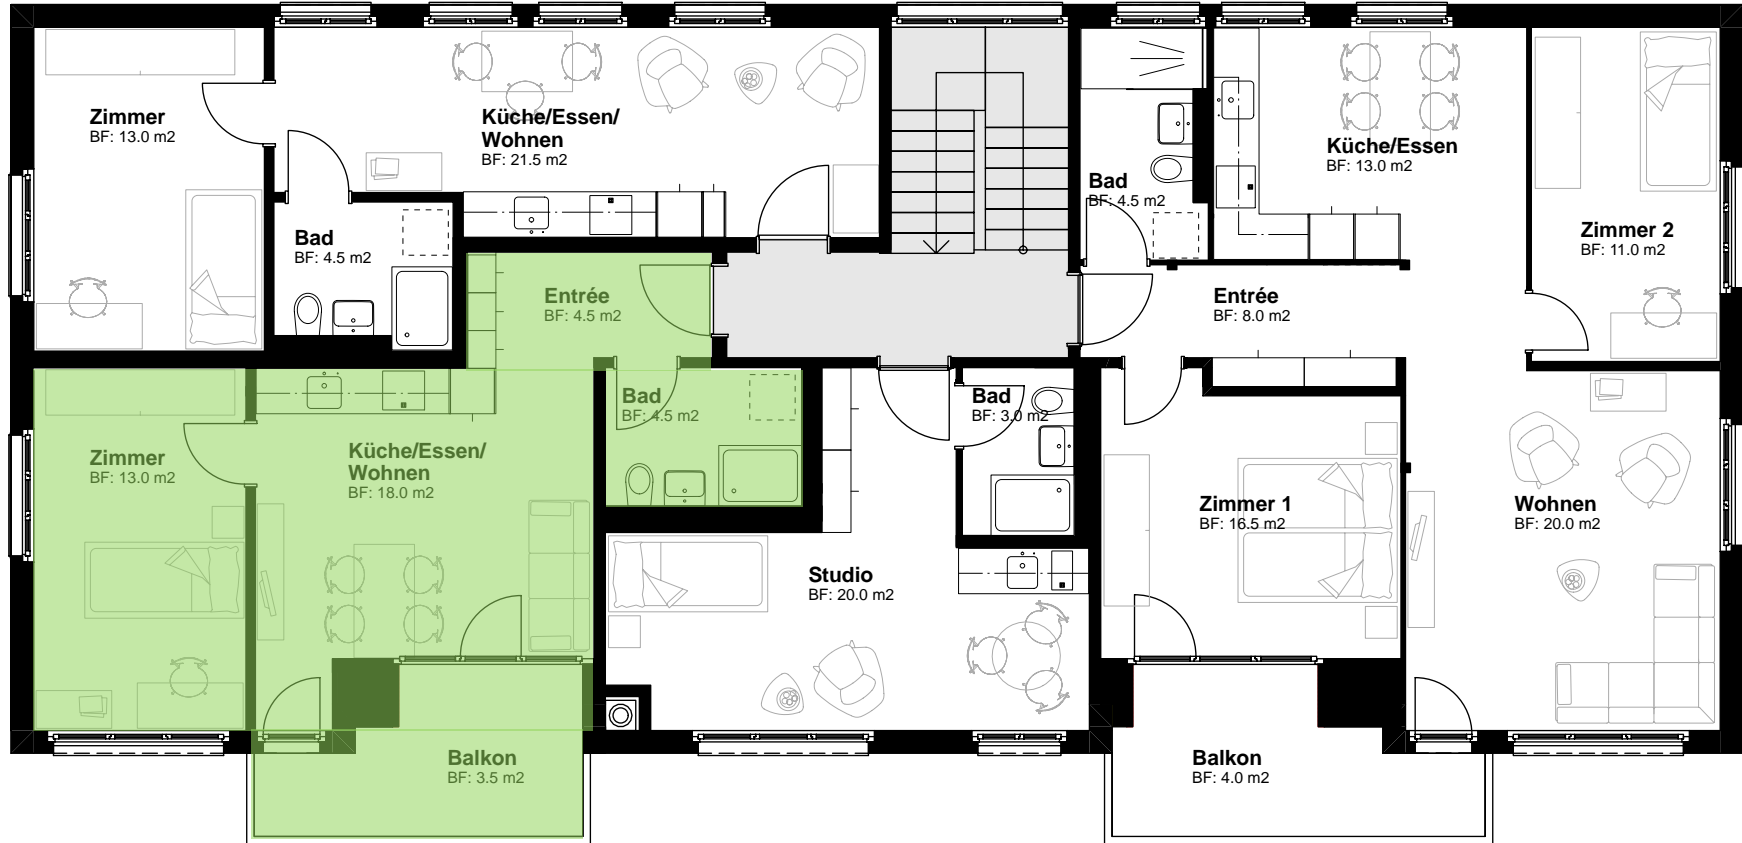 Zimmer
BF: 13.0 m2
Küche/Essen/
Wohnen
BF: 21.5 m2
Bad
BF: 4.5 m2
Entrée
BF: 4.5 m2
Bad
BF: 4.5 m2
Küche/Essen
BF: 13.0 m2
Zimmer 2
BF: 11.0 m2
Entrée
BF: 8.0 m2
Zimmer
BF: 13.0 m2
Küche/Essen/
Wohnen
BF: 18.0 m2
Bad
BF: 4.5 m2
Bad
BF: 3.0 m2
Studio
BF: 20.0 m2
Zimmer 1
BF: 16.5 m2
Wohnen
BF: 20.0 m2
Balkon
BF: 3.5 m2
Balkon
BF: 4.0 m2